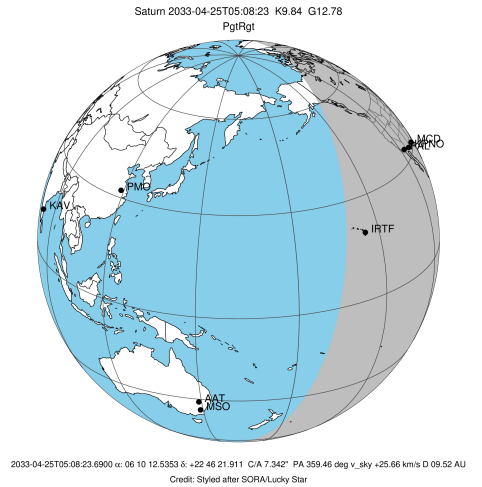 Saturn 2033-04-25T05:08:23 K9.84 G12.78
PgtRgt
MCD
PMO
KAV
IRTF
AAT
MSO
2033-04-25T05:08:23.6900 α: 06 10 12.5353 δ: +22 46 21.911 C/A 7.342" PA 359.46 deg v_sky +25.66 km/s D 09.52 AU
Credit: Styled after SORA/Lucky Star